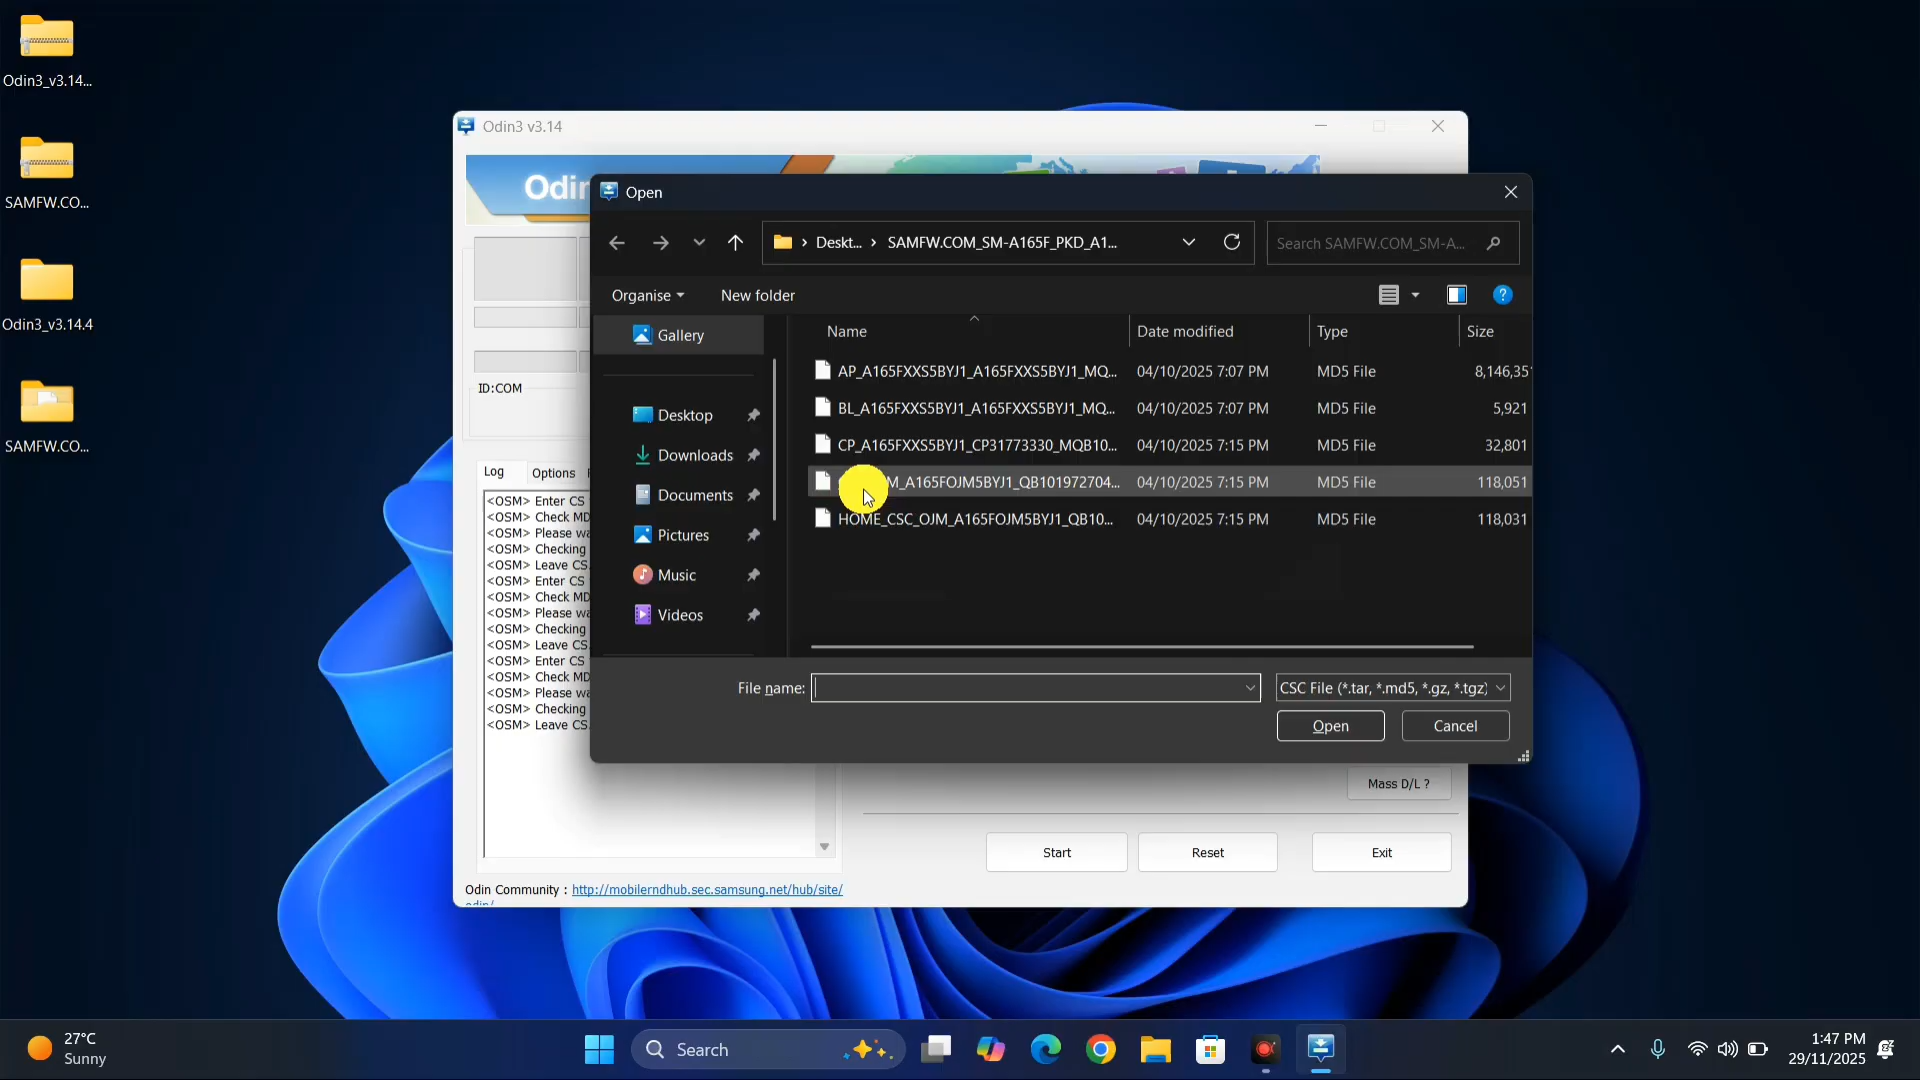 Odin3_v3.14...
SAMFW.CO...
Odin3_v3.14.4
SAMFW.CO...
Odin3 v3.14
Odin
Open
Deskt... > SAMFW.COM_SM-A165F_PKD_A1...
Search SAMFW.COM_SM-A...
Organise
New folder
Gallery
Desktop
Downloads
Documents
Pictures
Music
Videos
Name Date modified Type Size
AP_A165FXXS5BYJ1_A165FXXS5BYJ1_MQ... 04/10/2025 7:07 PM MD5 File 8,146,35
BL_A165FXXS5BYJ1_A165FXXS5BYJ1_MQ... 04/10/2025 7:07 PM MD5 File 5,921
CP_A165FXXS5BYJ1_CP31773330_MQB10... 04/10/2025 7:15 PM MD5 File 32,801
M_A165FOJM5BYJ1_QB101972704... 04/10/2025 7:15 PM MD5 File 118,051
HOME_CSC_OJM_A165FOJM5BYJ1_QB10... 04/10/2025 7:15 PM MD5 File 118,031
File name:
CSC File (*.tar, *.md5, *.gz, *.tgz)
Open
Cancel
ID:COM
Log
Options
<OSM> Enter CS
<OSM> Check MD
<OSM> Please wa
<OSM> Checking
<OSM> Leave CS.
<OSM> Enter CS
<OSM> Check MD
<OSM> Please wa
<OSM> Checking
<OSM> Leave CS.
<OSM> Enter CS
<OSM> Check MD
<OSM> Please wa
<OSM> Checking
<OSM> Leave CS.
Mass D/L ?
Start
Reset
Exit
Odin Community : http://mobilerndhub.sec.samsung.net/hub/site/
odin/
27°C
Sunny
Search
1:47 PM
29/11/2025